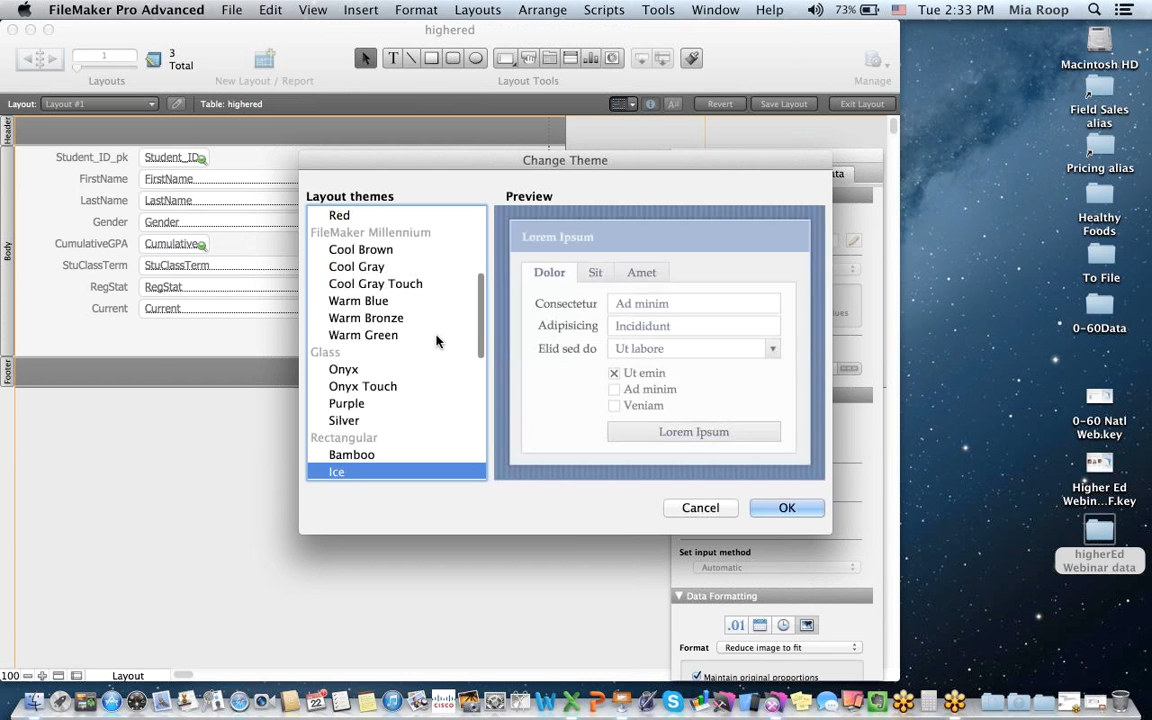 FileMaker Pro Advanced File Edit View Insert Format Layouts Arrange Scripts Tools Window Help 73% Tue 2:33 PM Mia Roop
highered
1
3
Total
Layouts
New Layout / Report
T
Layout Tools
Manage
Layout: Layout #1 Table: highered Aa Revert Save Layout Exit Layout
Header
Body
Footer
Student_ID_pk Student_ID
FirstName FirstName
LastName LastName
Gender Gender
CumulativeGPA Cumulative
StuClassTerm StuClassTerm
RegStat RegStat
Current Current
Change Theme
Layout themes
Red
FileMaker Millennium
Cool Brown
Cool Gray
Cool Gray Touch
Warm Blue
Warm Bronze
Warm Green
Glass
Onyx
Onyx Touch
Purple
Silver
Rectangular
Bamboo
Ice
Preview
Lorem Ipsum
Dolor Sit Amet
Consectetur Ad minim
Adipisicing Incididunt
Elid sed do Ut labore
Ut emin
Ad minim
Veniam
Lorem Ipsum
Cancel OK
ata
ues
Set input method
Automatic
Data Formatting
.01
Format Reduce image to fit
Maintain original proportions
100 Layout
Macintosh HD
Field Sales
alias
Pricing alias
Healthy
Foods
To File
0-60Data
0-60 Natl
Web.key
Higher Ed
Webin...F.key
higherEd
Webinar data